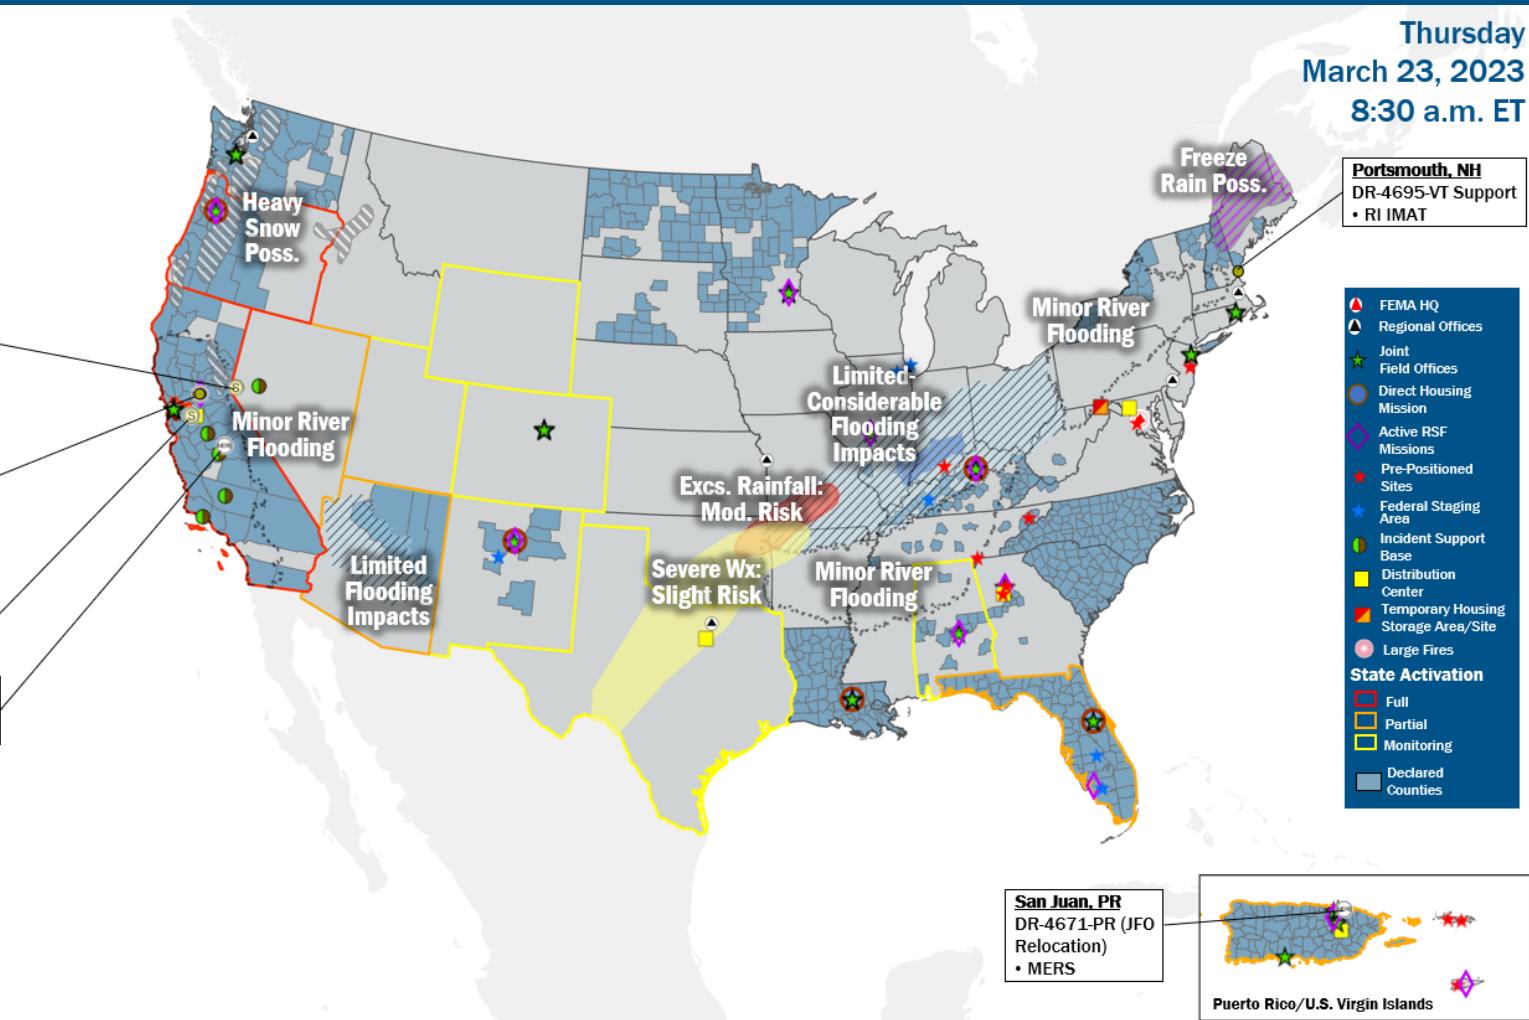 Thursday
March 23, 2023
8:30 a.m. ET
Freeze
Rain Poss.
Portsmouth, NH
DR-4695-VT Support
• RI IMAT
Heavy
Snow
Poss.
Minor River
Flooding
Limited-
Considerable
Flooding
Impacts
Minor River
Flooding
Excs. Rainfall:
Mod. Risk
Severe Wx:
Slight Risk
Minor River
Flooding
Limited
Flooding
Impacts
S
S
MERS
FEMA HQ
Regional Offices
Joint
Field Offices
Direct Housing
Mission
Active RSF
Missions
Pre-Positioned
Sites
Federal Staging
Area
Incident Support
Base
Distribution
Center
Temporary Housing
Storage Area/Site
Large Fires
State Activation
Full
Partial
Monitoring
Declared
Counties
San Juan, PR
DR-4671-PR (JFO
Relocation)
• MERS
MERS
Puerto Rico/U.S. Virgin Islands